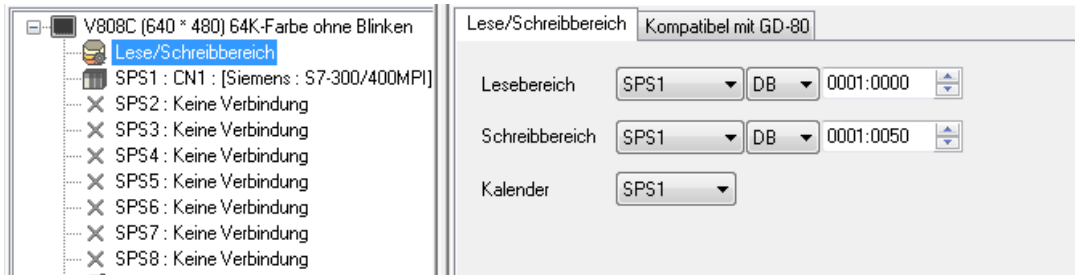 V808C (640 * 480) 64K-Farbe ohne Blinken
Lese/Schreibbereich
SPS1 : CN1 : [Siemens : S7-300/400MPI]
SPS2 : Keine Verbindung
SPS3 : Keine Verbindung
SPS4 : Keine Verbindung
SPS5 : Keine Verbindung
SPS6 : Keine Verbindung
SPS7 : Keine Verbindung
SPS8 : Keine Verbindung
Lese/Schreibbereich Kompatibel mit GD-80
Lesebereich SPS1 DB 0001:0000
Schreibbereich SPS1 DB 0001:0050
Kalender SPS1